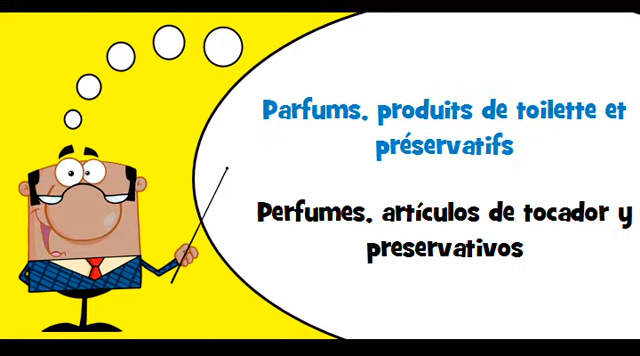 Parfums, produits de toilette et
préservatifs
Perfumes, artículos de tocador y
preservativos